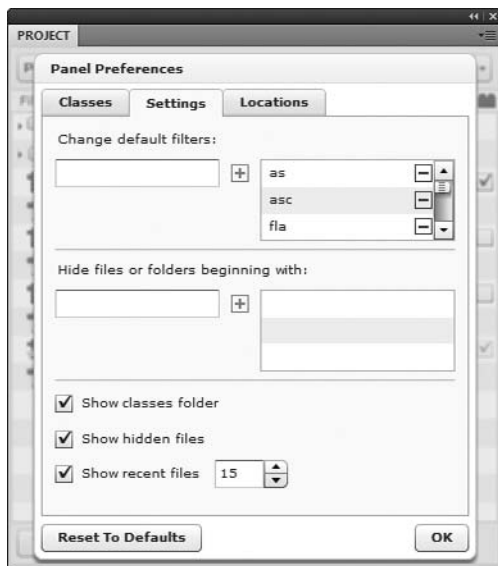 PROJECT
Panel Preferences
Classes
Settings
Locations
Change default filters:
as
asc
fla
Hide files or folders beginning with:
Show classes folder
Show hidden files
Show recent files
15
Reset To Defaults
OK